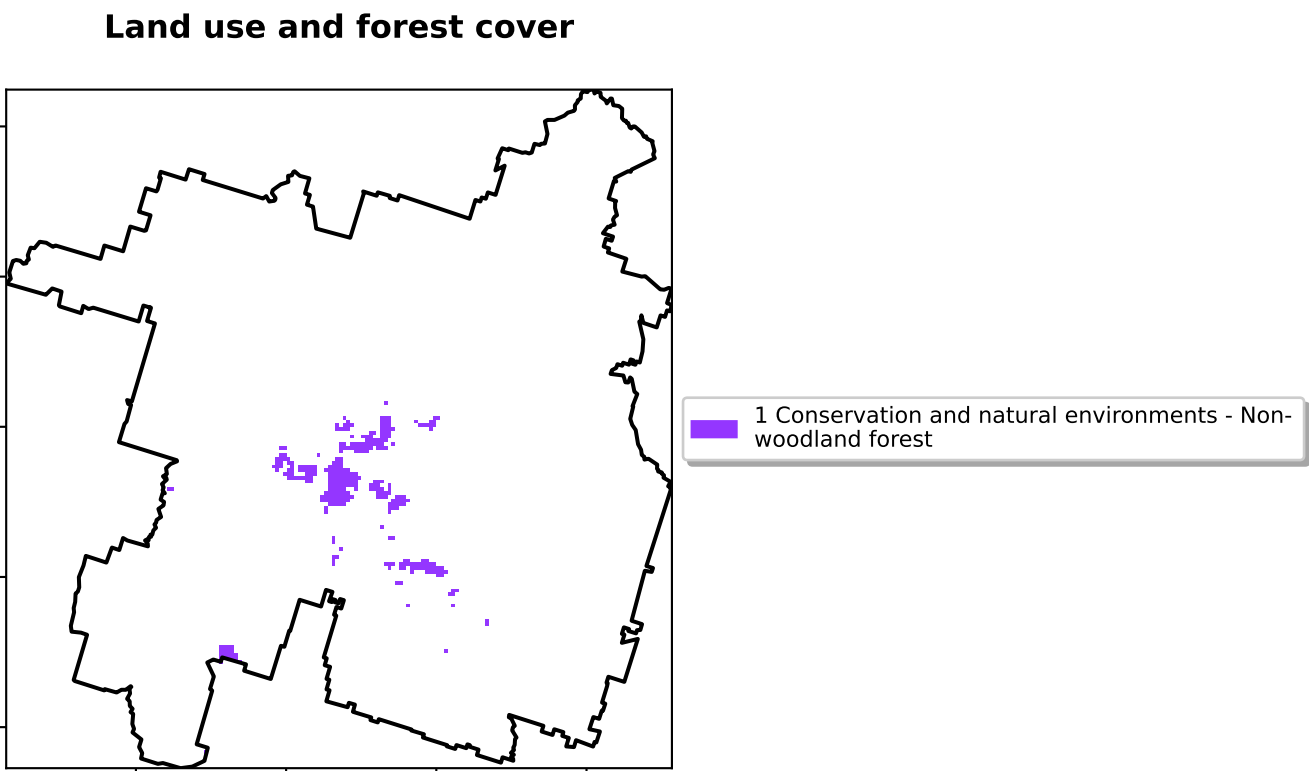 Land use and forest cover
1 Conservation and natural environments - Non-
woodland forest